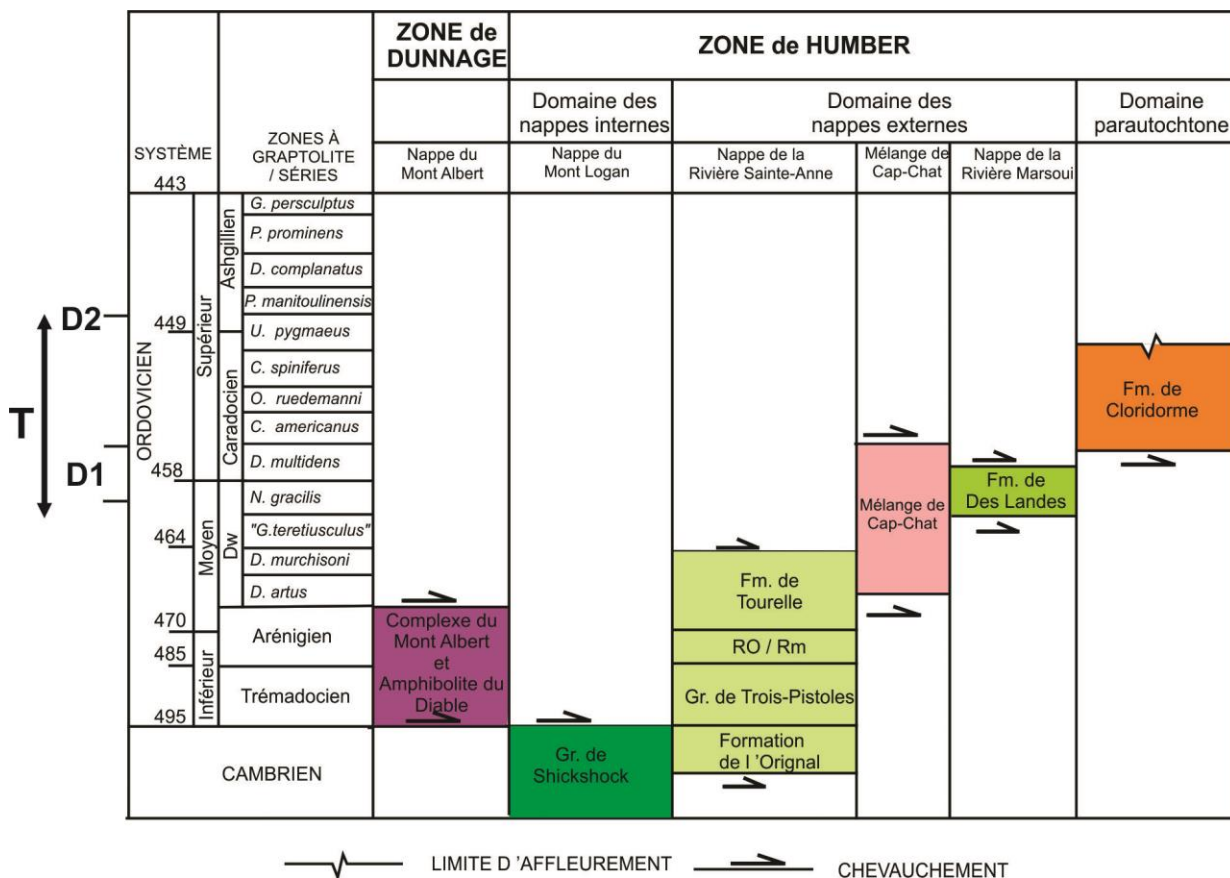 ZONE de
DUNNAGE
ZONE de HUMBER
Domaine des
nappes internes
Domaine des
nappes externes
Domaine
parautochtone
SYSTÈME
ZONES À
GRAPTOLITE
/ SÉRIES
Nappe du
Mont Albert
Nappe du
Mont Logan
Nappe de la
Rivière Sainte-Anne
Mélange de
Cap-Chat
Nappe de la
Rivière Marsoui
443
G. persculptus
P. prominens
D. complanatus
P. manitoulinensis
Ashgillien
D2
449
U. pygmaeus
C. spiniferus
O. ruedemanni
C. americanus
D. multidens
Caradocien
Supérieur
ORDOVICIEN
T
D1
458
N. gracilis
"G.teretiusculus"
464
D. murchisoni
D. artus
Dw
Moyen
470
Arénigien
485
Trémadocien
Inférieur
495
CAMBRIEN
Complexe du
Mont Albert
et
Amphibolite du
Diable
Gr. de
Shickshock
Fm. de
Tourelle
RO / Rm
Gr. de Trois-Pistoles
Formation
de l 'Orignal
Mélange de
Cap-Chat
Fm. de
Des Landes
Fm. de
Cloridorme
LIMITE D 'AFFLEUREMENT
CHEVAUCHEMENT